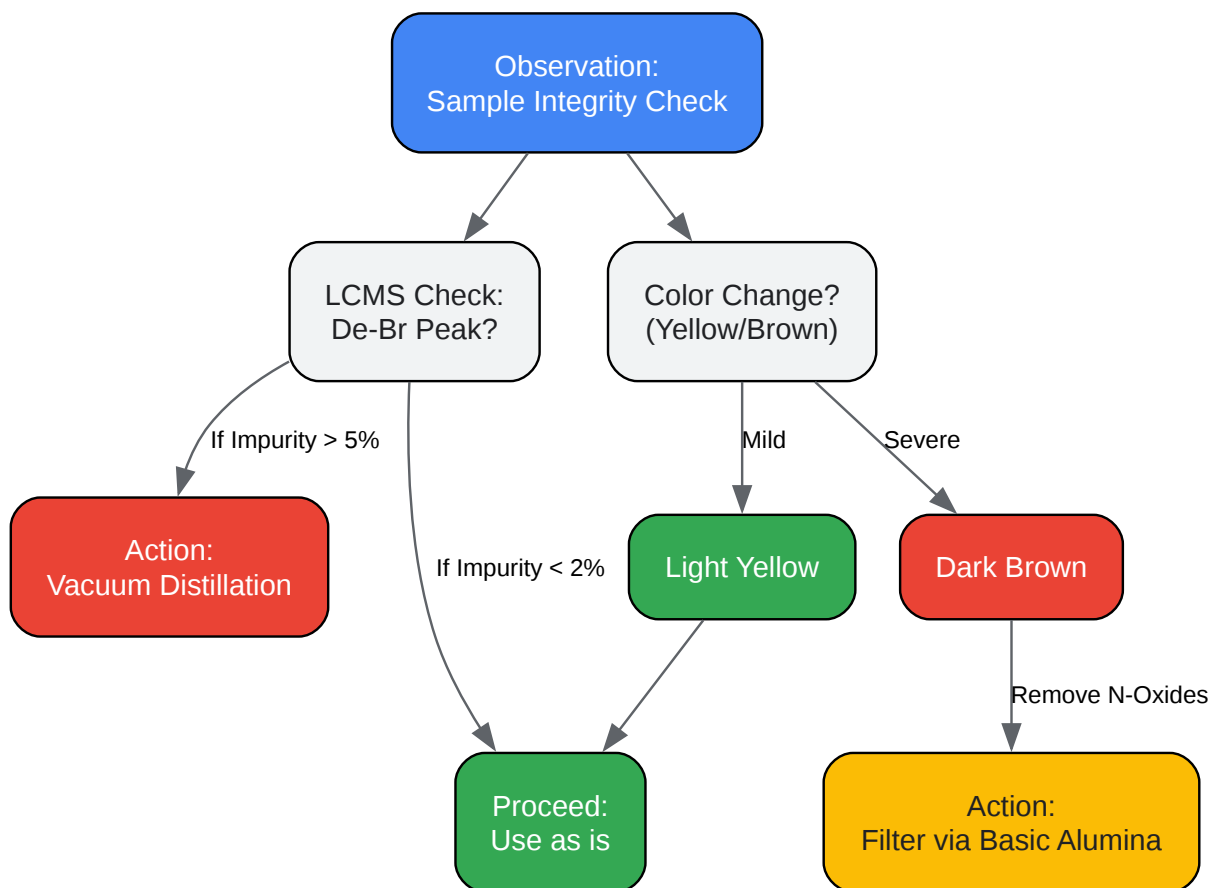 Observation:
Sample Integrity Check
LCMS Check:
De-Br Peak?
Color Change?
(Yellow/Brown)
If Impurity > 5%
Mild
Severe
Action:
Vacuum Distillation
If Impurity < 2%
Light Yellow
Dark Brown
Remove N-Oxides
Proceed:
Use as is
Action:
Filter via Basic Alumina